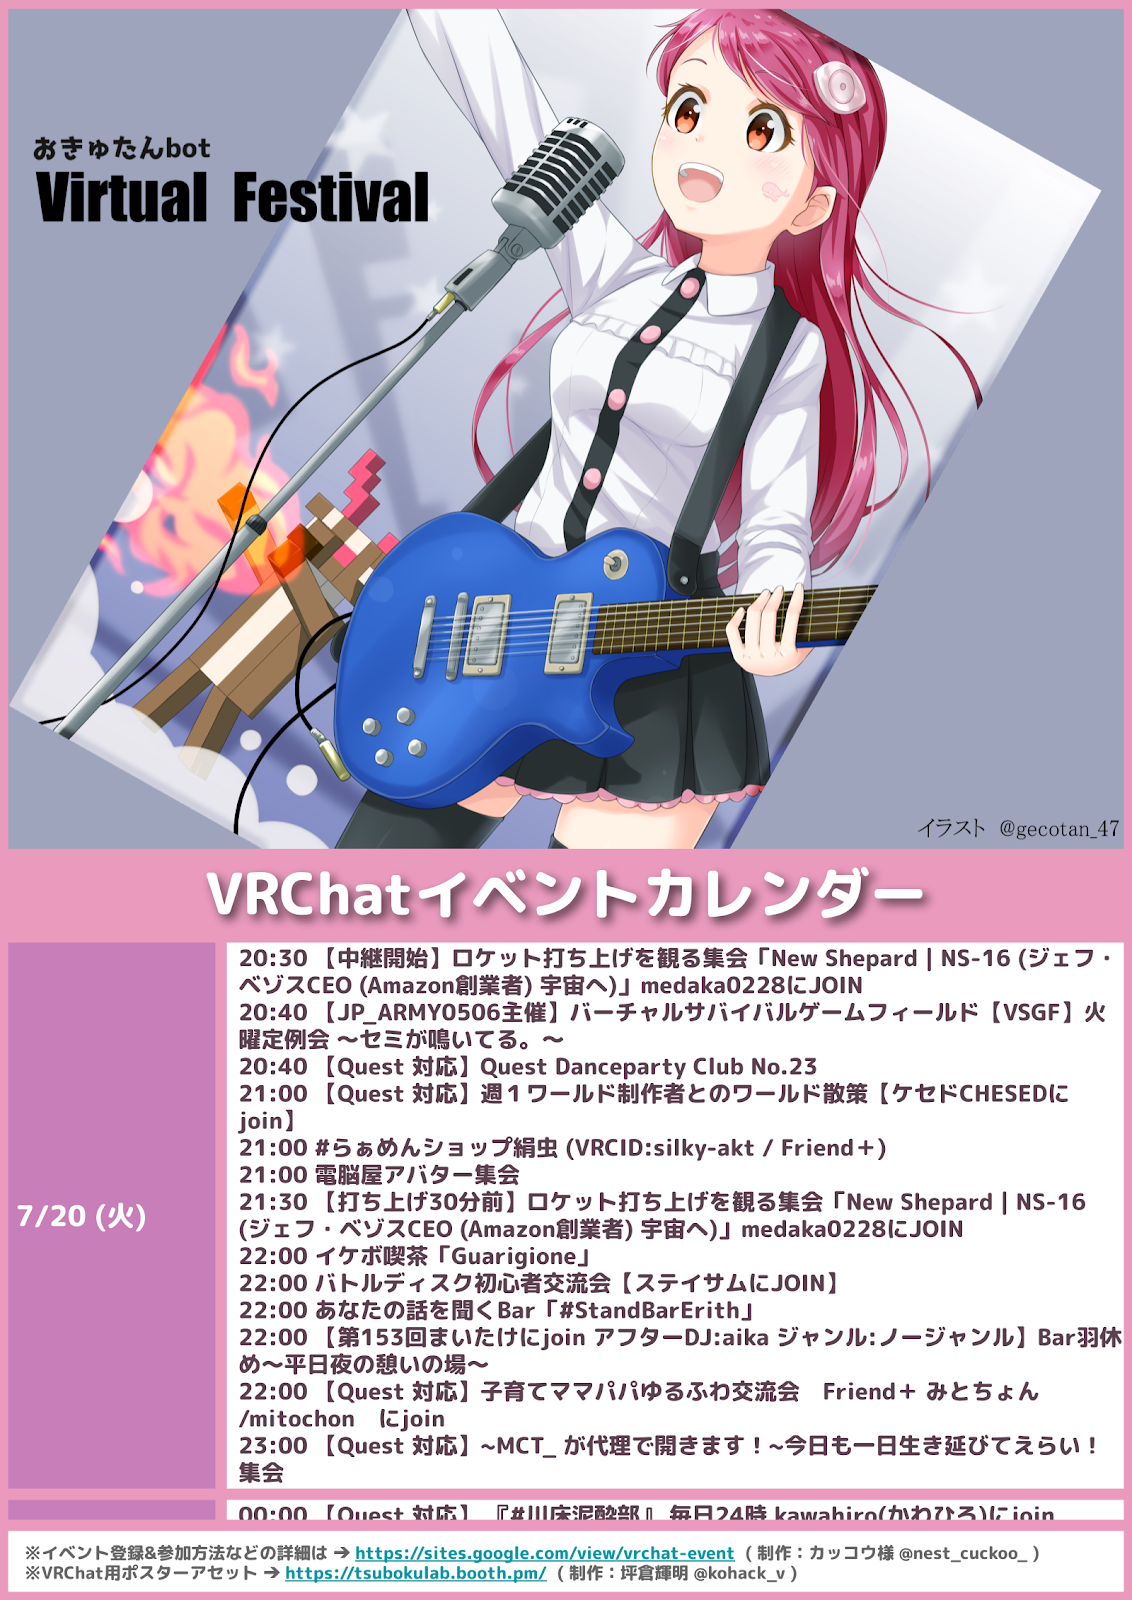 おきゅたんbot
Virtual Festival
イラスト @gecotan_47
VRChatイベントカレンダー
7/20 (火)
20:30 【中継開始】ロケット打ち上げを観る集会「New Shepard | NS-16 (ジェフ・
ベゾスCEO (Amazon創業者) 宇宙へ)」medaka0228にJOIN
20:40 【JP_ARMY0506主催】バーチャルサバイバルゲームフィールド【VSGF】火
曜定例会 ～セミが鳴いてる。～
20:40 【Quest 対応】Quest Danceparty Club No.23
21:00 【Quest 対応】週１ワールド制作者とのワールド散策【ケセドCHESEDに
join】
21:00 #らぁめんショップ絹虫 (VRCID:silky-akt / Friend＋)
21:00 電脳屋アバター集会
21:30 【打ち上げ30分前】ロケット打ち上げを観る集会「New Shepard | NS-16
(ジェフ・ベゾスCEO (Amazon創業者) 宇宙へ)」medaka0228にJOIN
22:00 イケボ喫茶「Guarigione」
22:00 バトルディスク初心者交流会【ステイサムにJOIN】
22:00 あなたの話を聞くBar「#StandBarErith」
22:00 【第153回まいたけにjoin アフターDJ:aika ジャンル:ノージャンル】Bar羽休
め～平日夜の憩いの場～
22:00 【Quest 対応】子育てママパパゆるふわ交流会　Friend＋ みとちょん
/mitochon　にjoin
23:00 【Quest 対応】~MCT_ が代理で開きます！~今日も一日生き延びてえらい！
集会
00:00 【Quest 対応】 『#川床泥酔部』 毎日24時 kawahiro(かわひろ)にjoin
※イベント登録&参加方法などの詳細は ➔ https://sites.google.com/view/vrchat-event （ 制作：カッコウ様 @nest_cuckoo_ ）
※VRChat用ポスターアセット ➔ https://tsubokulab.booth.pm/ （ 制作：坪倉輝明 @kohack_v ）